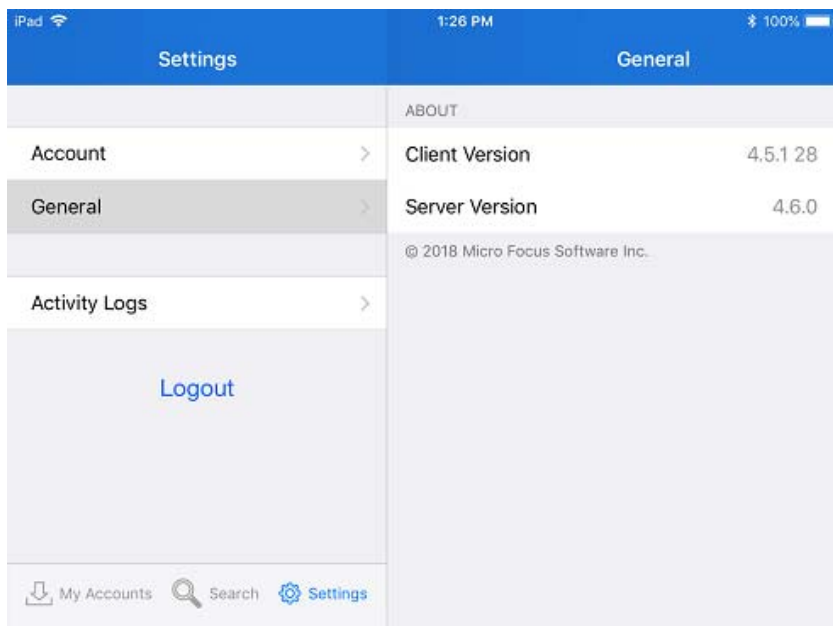 iPad 1:26 PM 100%
Settings
General
Account
General
Activity Logs
Logout
My Accounts Search Settings
ABOUT
Client Version 4.5.1 28
Server Version 4.6.0
© 2018 Micro Focus Software Inc.